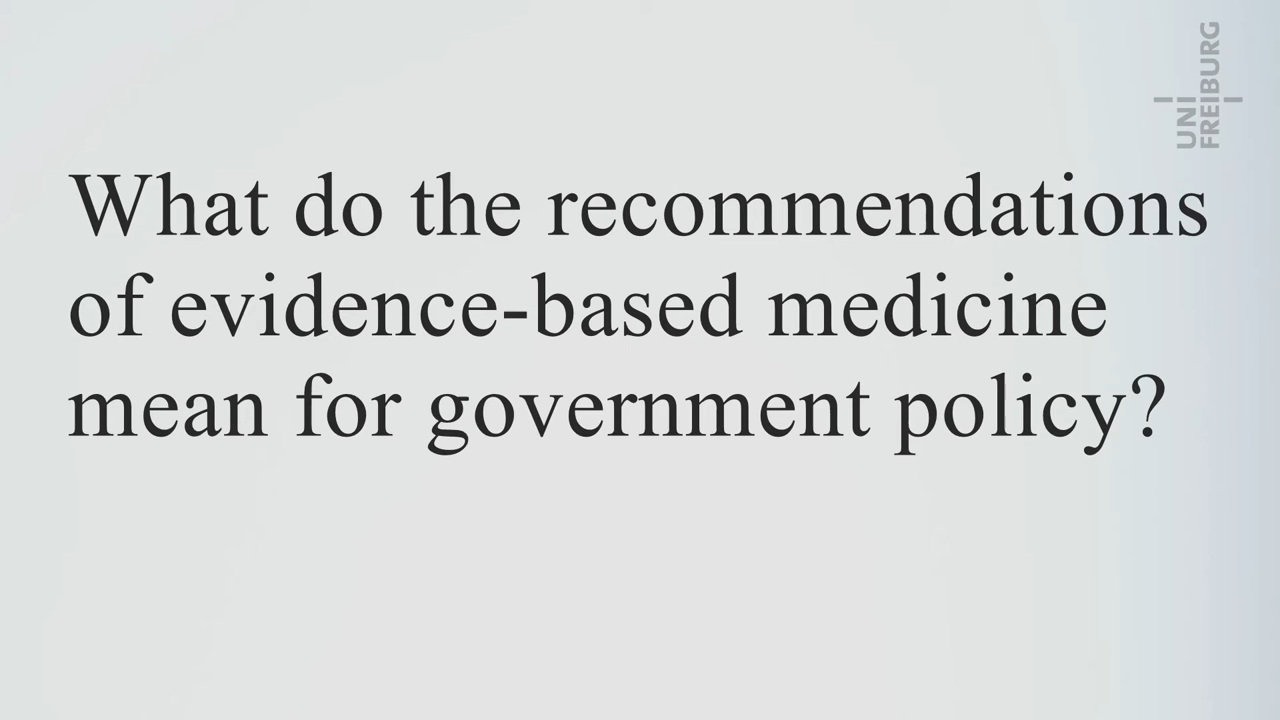 What do the recommendations
of evidence-based medicine
mean for government policy?
UNI
FREIBURG